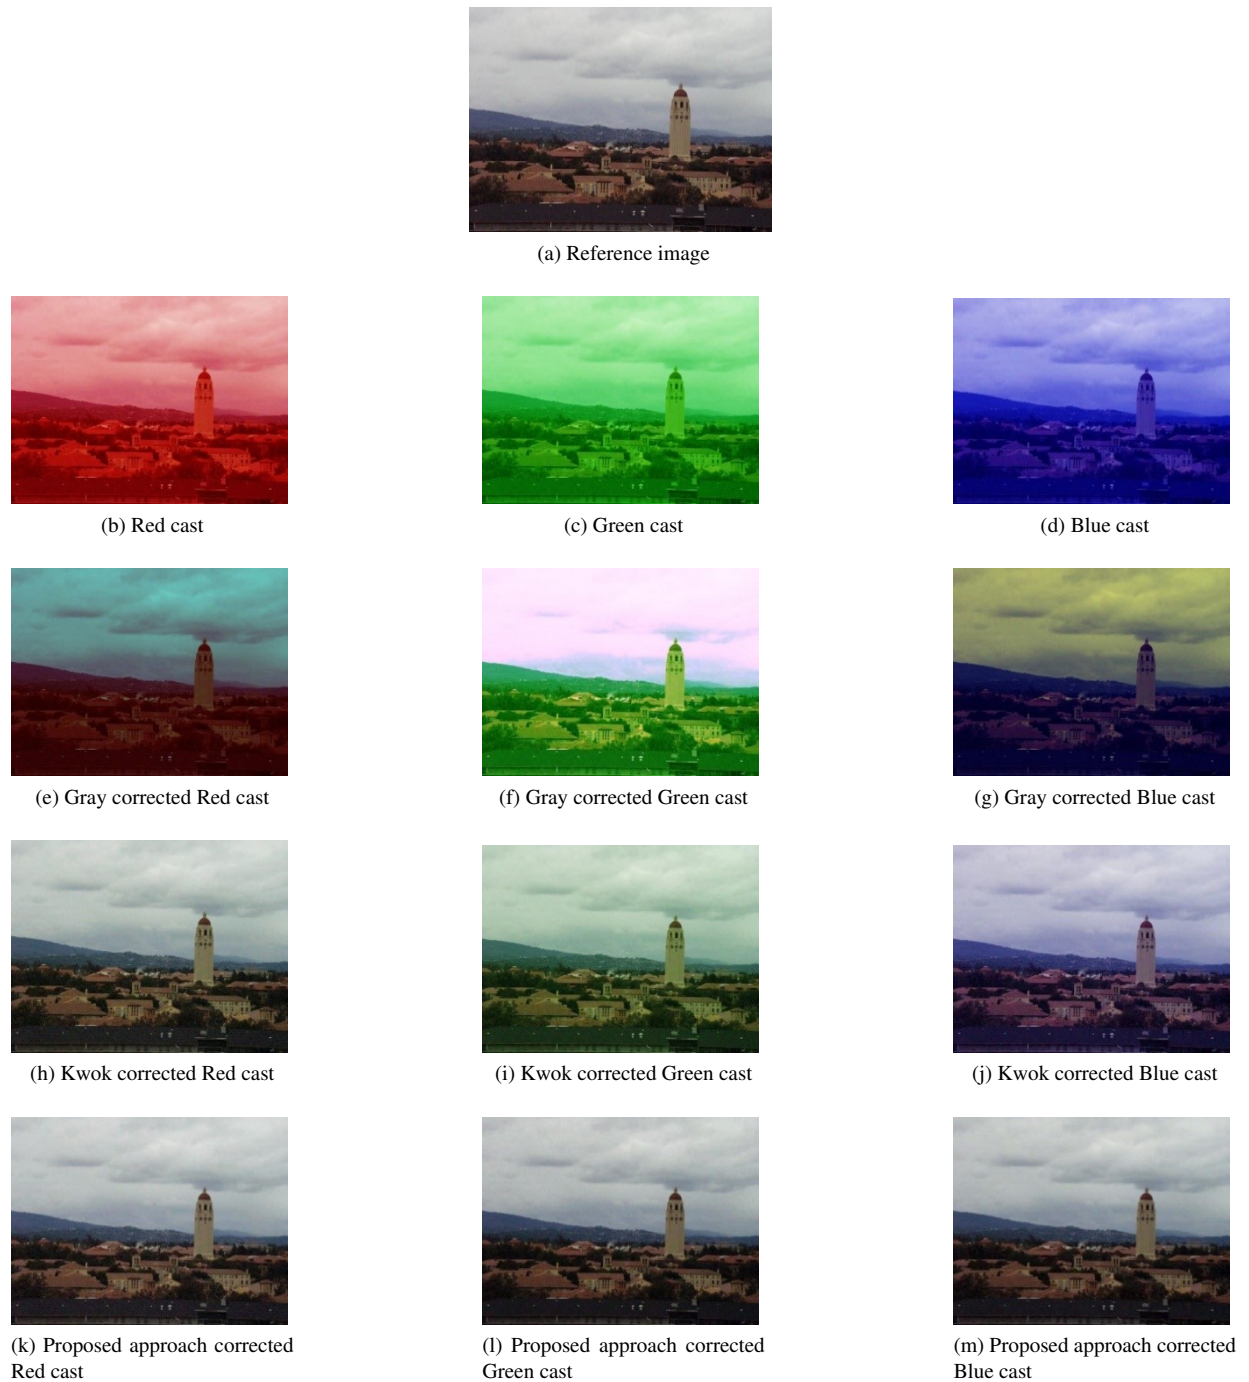 (a) Reference image
(b) Red cast
(c) Green cast
(d) Blue cast
(e) Gray corrected Red cast
(f) Gray corrected Green cast
(g) Gray corrected Blue cast
(h) Kwok corrected Red cast
(i) Kwok corrected Green cast
(j) Kwok corrected Blue cast
(k) Proposed approach corrected
Red cast
(l) Proposed approach corrected
Green cast
(m) Proposed approach corrected
Blue cast